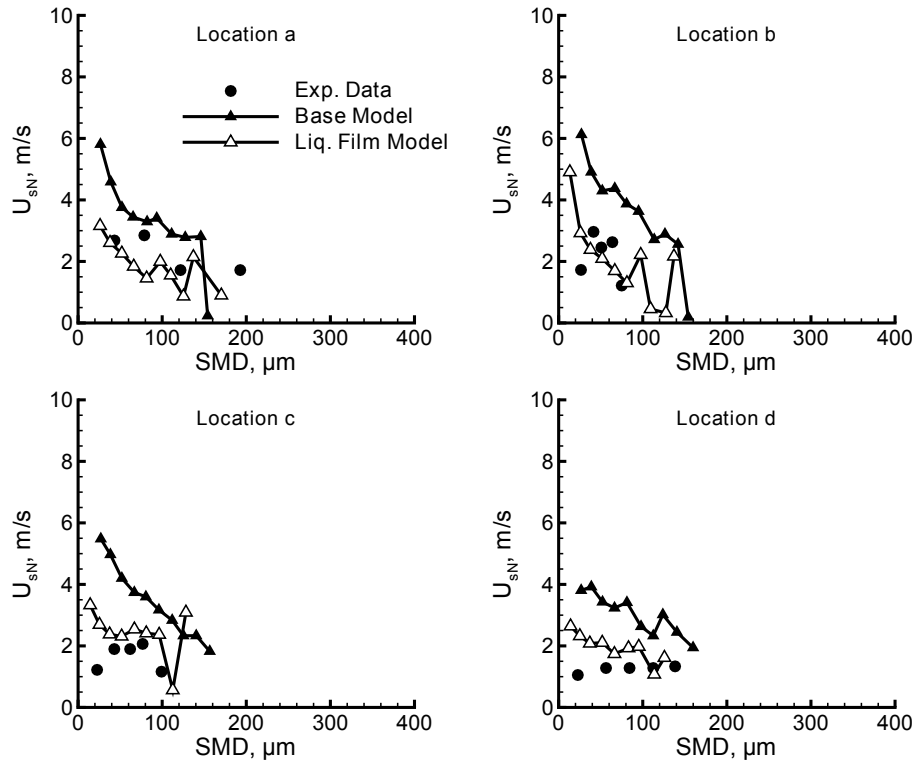 10
8
6
4
2
0
U_sN, m/s
Location a
Exp. Data
Base Model
Liq. Film Model
0 100 200 300 400
SMD, µm
10
8
6
4
2
0
U_sN, m/s
Location b
0 100 200 300 400
SMD, µm
10
8
6
4
2
0
U_sN, m/s
Location c
0 100 200 300 400
SMD, µm
10
8
6
4
2
0
U_sN, m/s
Location d
0 100 200 300 400
SMD, µm